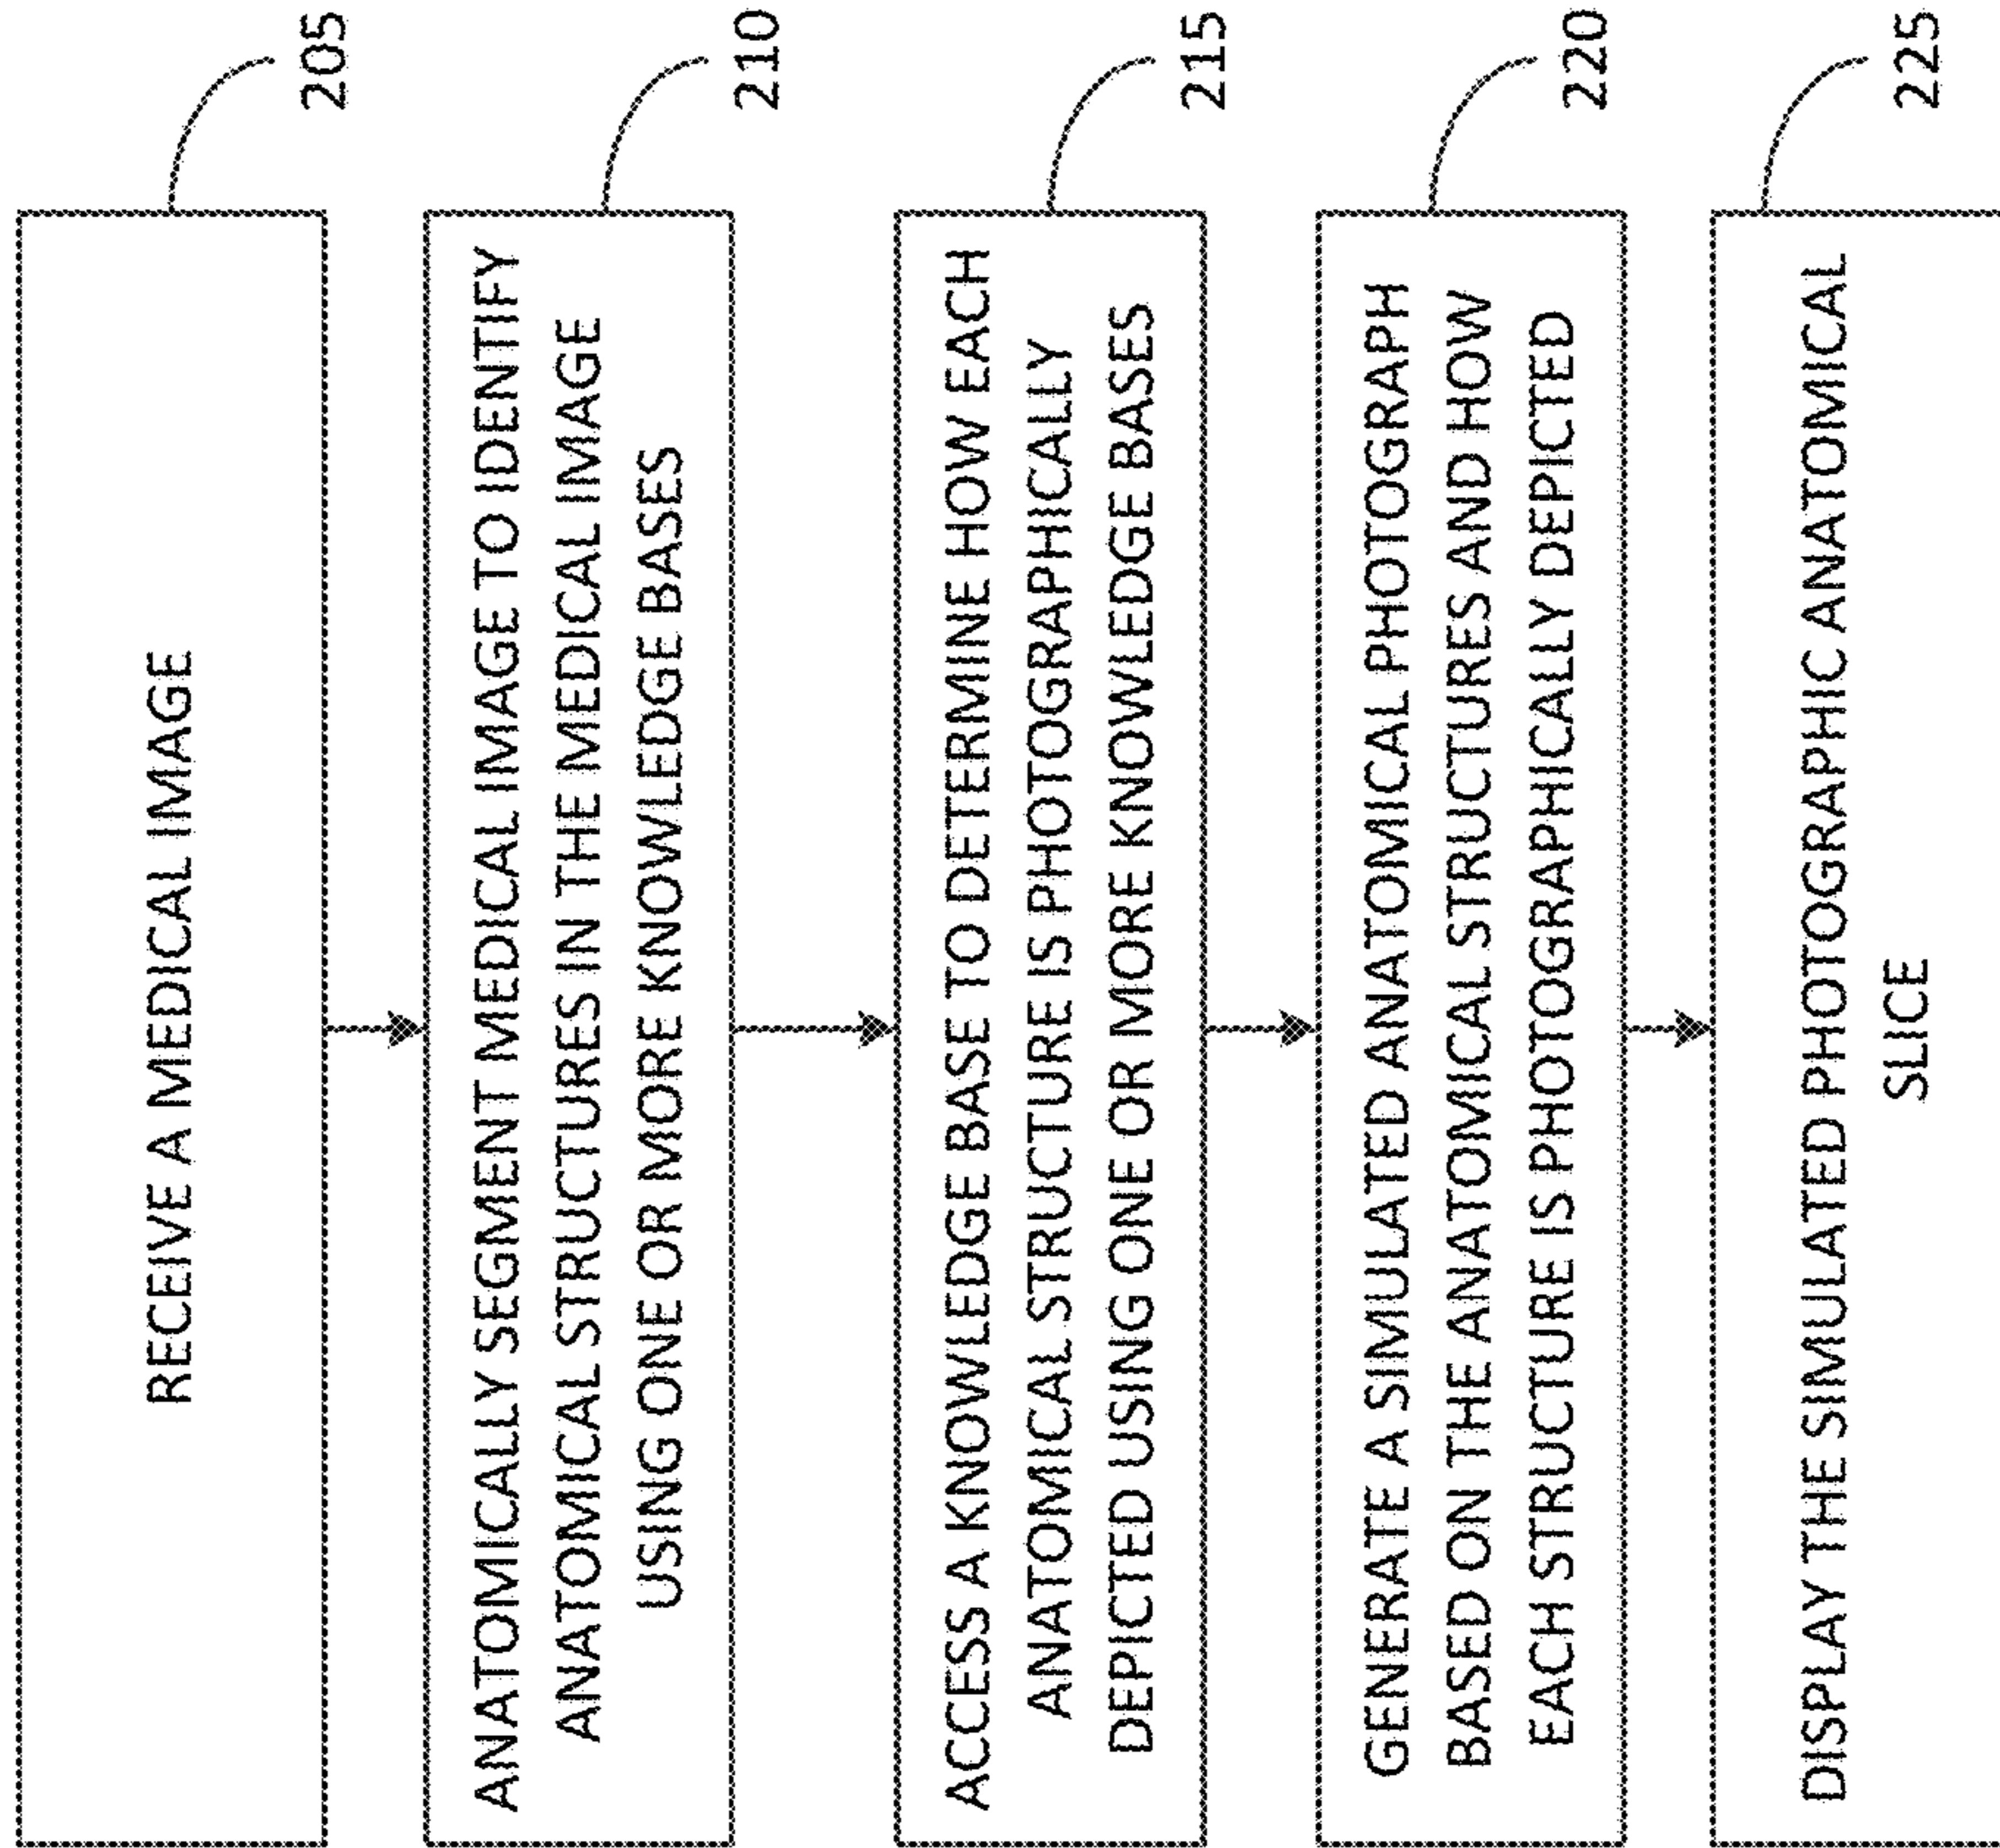 RECEIVE A MEDICAL IMAGE
205
ANATOMICALLY SEGMENT MEDICAL IMAGE TO IDENTIFY
ANATOMICAL STRUCTURES IN THE MEDICAL IMAGE
USING ONE OR MORE KNOWLEDGE BASES
210
ACCESS A KNOWLEDGE BASE TO DETERMINE HOW EACH
ANATOMICAL STRUCTURE IS PHOTOGRAPHICALLY
DEPICTED USING ONE OR MORE KNOWLEDGE BASES
215
GENERATE A SIMULATED ANATOMICAL PHOTOGRAPH
BASED ON THE ANATOMICAL STRUCTURES AND HOW
EACH STRUCTURE IS PHOTOGRAPHICALLY DEPICTED
220
DISPLAY THE SIMULATED PHOTOGRAPHIC ANATOMICAL
SLICE
225